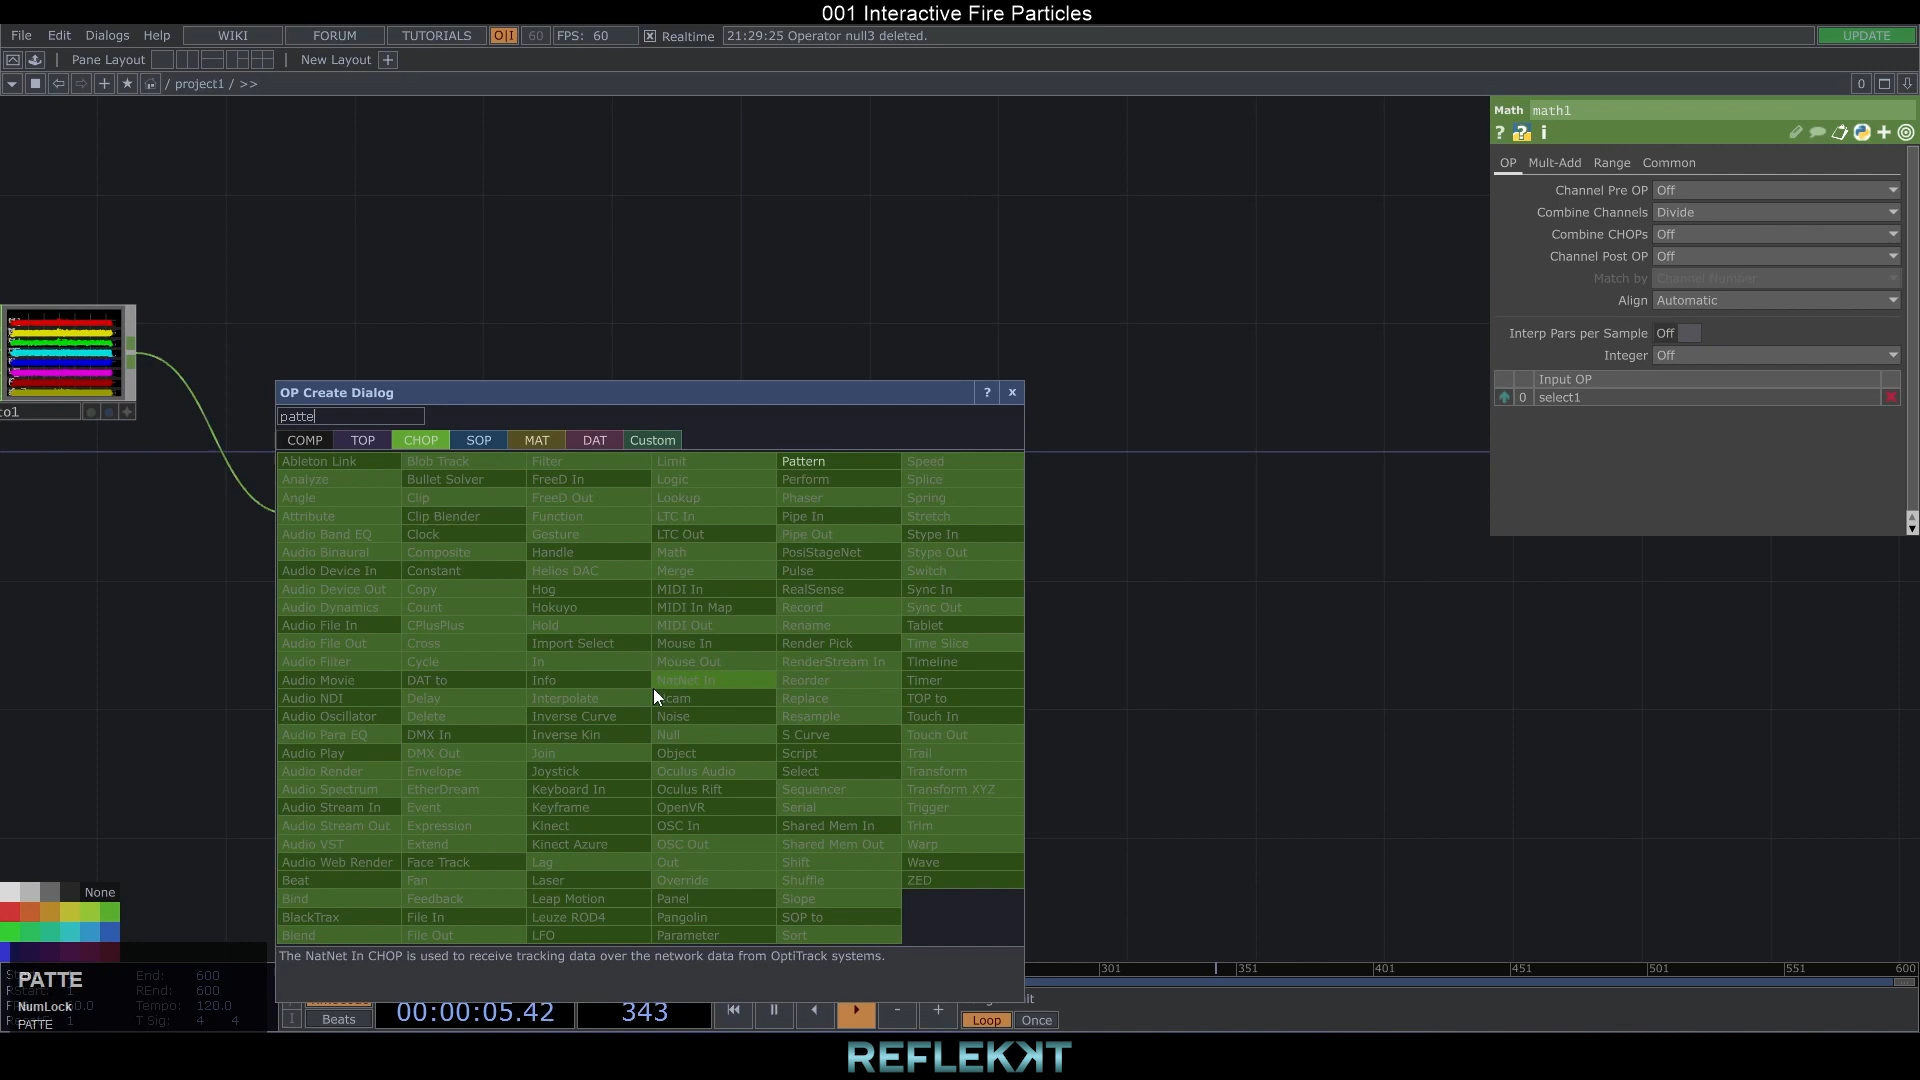 001 Interactive Fire Particles
File Edit Dialogs Help WIKI FORUM TUTORIALS O|I 60 FPS: 60 Realtime 21:29:25 Operator null3 deleted. UPDATE
Pane Layout New Layout
/ project1 / >> 0
Math math1
? ? i
OP Mult-Add Range Common
Channel Pre OP Off
Combine Channels Divide
Combine CHOPs Off
Channel Post OP Off
Match by Channel Number
Align Automatic
Interp Pars per Sample Off
Integer Off
Input OP
0 select1
to1
OP Create Dialog ? x
patte
COMP TOP CHOP SOP MAT DAT Custom
Ableton Link Blob Track Filter Limit Pattern Speed
Analyze Bullet Solver FreeD In Logic Perform Splice
Angle Clip FreeD Out Lookup Phaser Spring
Attribute Clip Blender Function LTC In Pipe In Stretch
Audio Band EQ Clock Gesture LTC Out Pipe Out Stype In
Audio Binaural Composite Handle Math PosiStageNet Stype Out
Audio Device In Constant Helios DAC Merge Pulse Switch
Audio Device Out Copy Hog MIDI In RealSense Sync In
Audio Dynamics Count Hokuyo MIDI In Map Record Sync Out
Audio File In CPlusPlus Hold MIDI Out Rename Tablet
Audio File Out Cross Import Select Mouse In Render Pick Time Slice
Audio Filter Cycle In Mouse Out RenderStream In Timeline
Audio Movie DAT to Info NatNet In Reorder Timer
Audio NDI Delay Interpolate cam Replace TOP to
Audio Oscillator Delete Inverse Curve Noise Resample Touch In
Audio Para EQ DMX In Inverse Kin Null S Curve Touch Out
Audio Play DMX Out Join Object Script Trail
Audio Render Envelope Joystick Oculus Audio Select Transform
Audio Spectrum EtherDream Keyboard In Oculus Rift Sequencer Transform XYZ
Audio Stream In Event Keyframe OpenVR Serial Trigger
Audio Stream Out Expression Kinect OSC In Shared Mem In Trim
Audio VST Extend Kinect Azure OSC Out Shared Mem Out Warp
Audio Web Render Face Track Lag Out Shift Wave
Beat Fan Laser Override Shuffle ZED
Bind Feedback Leap Motion Panel Slope
BlackTrax File In Leuze ROD4 Pangolin SOP to
Blend File Out LFO Parameter Sort
The NatNet In CHOP is used to receive tracking data over the network data from OptiTrack systems.
None
PATTE
NumLock
PATTE
End: 600
REnd: 600
Tempo: 120.0
T Sig: 4 4
301 351 401 451 501 551 600
Beats 00:00:05.42 343 - + Loop Once
REFLEKKT